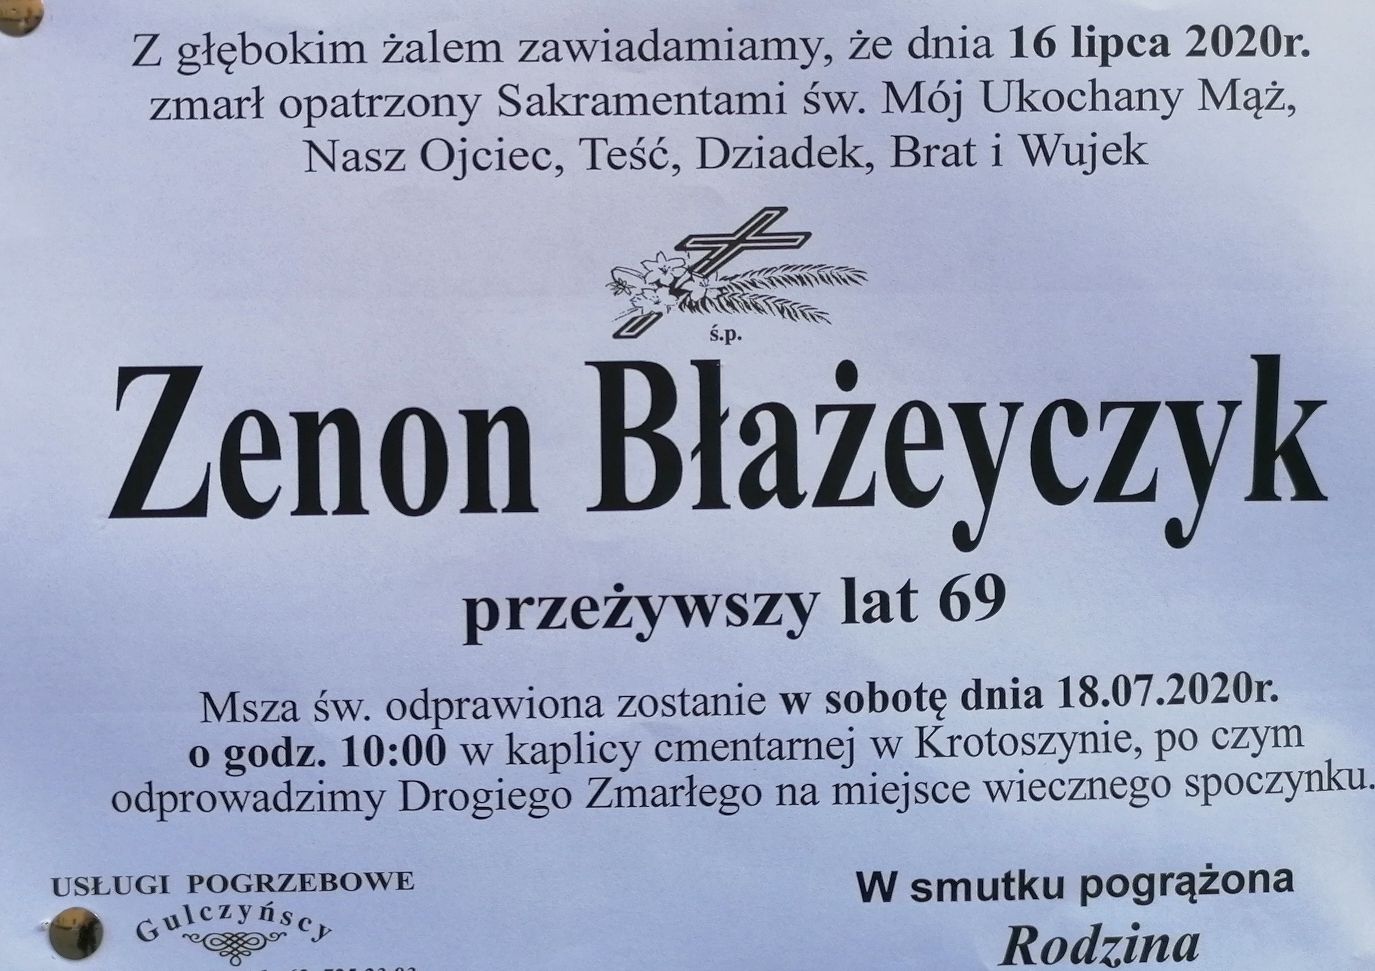 Z głębokim żalem zawiadamiamy, że dnia 16 lipca 2020r.
zmarł opatrzony Sakramentami św. Mój Ukochany Mąż,
Nasz Ojciec, Teść, Dziadek, Brat i Wujek
ś.p.
Zenon Błażeyczyk
przeżywszy lat 69
Msza św. odprawiona zostanie w sobotę dnia 18.07.2020r.
o godz. 10:00 w kaplicy cmentarnej w Krotoszynie, po czym
odprowadzimy Drogiego Zmarłego na miejsce wiecznego spoczynku.
USŁUGI POGRZEBOWE
Gulczyńscy
W smutku pogrążona
Rodzina